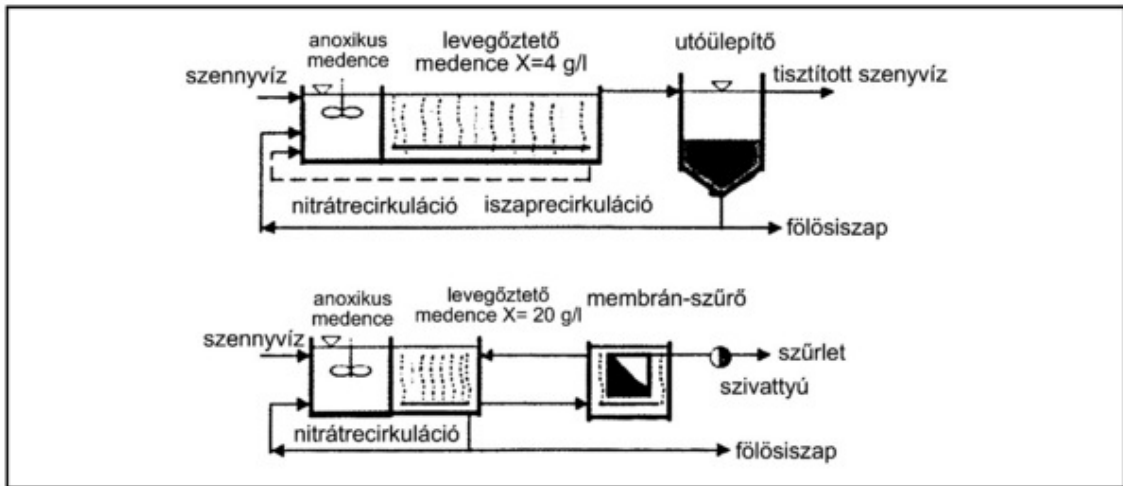 anoxikus
medence
levegőztető
medence X=4 g/l
utóülepítő
szennyvíz
tisztított szenyvíz
nitrátrecirkuláció
iszaprecirkuláció
fölösiszap
anoxikus
medence
levegőztető
medence X= 20 g/l
membrán-szűrő
szennyvíz
szűrlet
szivattyú
nitrátrecirkuláció
fölösiszap